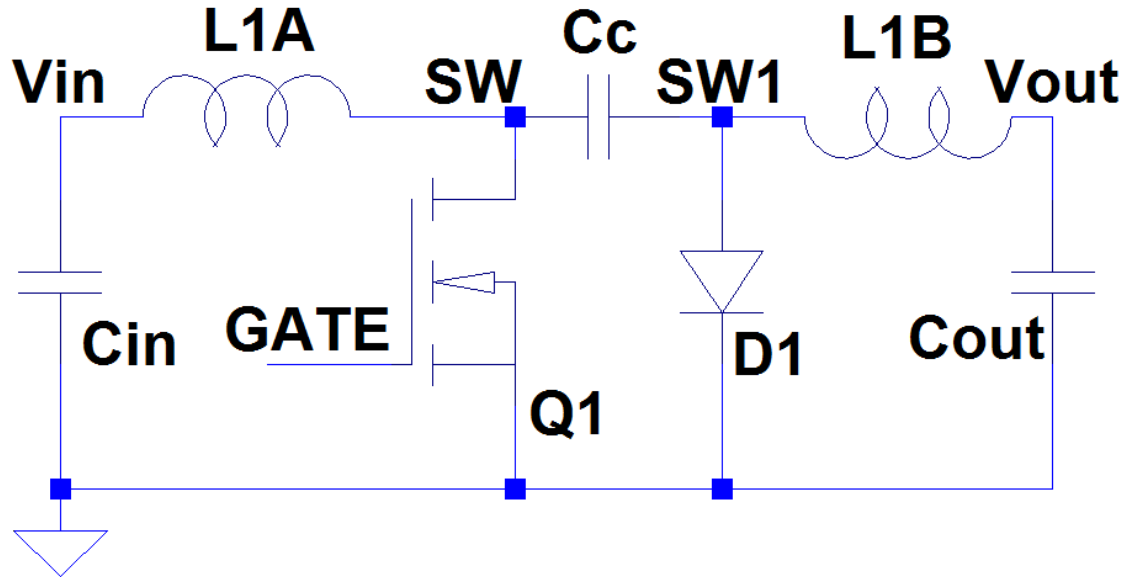 L1A
Cc
L1B
Vin
SW
SW1
Vout
GATE
Cin
Cout
D1
Q1